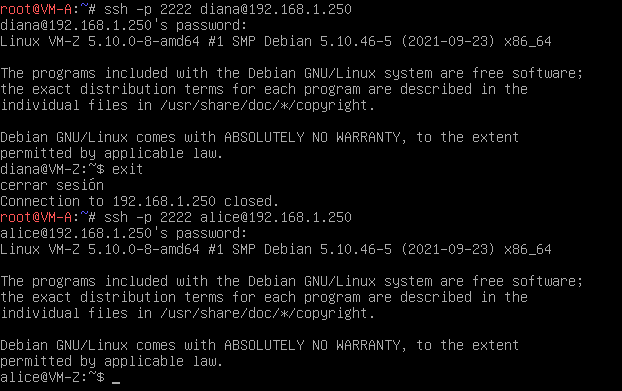 root@VM-A:~# ssh -p 2222 diana@192.168.1.250
diana@192.168.1.250's password:
Linux VM-Z 5.10.0-8-amd64 #1 SMP Debian 5.10.46-5 (2021-09-23) x86_64

The programs included with the Debian GNU/Linux system are free software;
the exact distribution terms for each program are described in the
individual files in /usr/share/doc/*/copyright.

Debian GNU/Linux comes with ABSOLUTELY NO WARRANTY, to the extent
permitted by applicable law.
diana@VM-Z:~$ exit
cerrar sesión
Connection to 192.168.1.250 closed.
root@VM-A:~# ssh -p 2222 alice@192.168.1.250
alice@192.168.1.250's password:
Linux VM-Z 5.10.0-8-amd64 #1 SMP Debian 5.10.46-5 (2021-09-23) x86_64

The programs included with the Debian GNU/Linux system are free software;
the exact distribution terms for each program are described in the
individual files in /usr/share/doc/*/copyright.

Debian GNU/Linux comes with ABSOLUTELY NO WARRANTY, to the extent
permitted by applicable law.
alice@VM-Z:~$ _